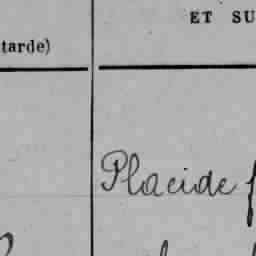 ET SU
tarde)
Placide f